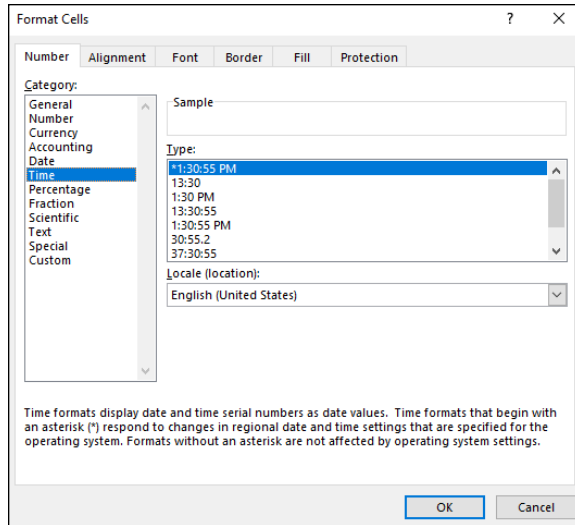 Format Cells
?
Number Alignment Font Border Fill Protection
Category:
General
Number
Currency
Accounting
Date
Time
Percentage
Fraction
Scientific
Text
Special
Custom
Sample
Type:
*1:30:55 PM
13:30
1:30 PM
13:30:55
1:30:55 PM
30:55.2
37:30:55
Locale (location):
English (United States)
Time formats display date and time serial numbers as date values.  Time formats that begin with
an asterisk (*) respond to changes in regional date and time settings that are specified for the
operating system. Formats without an asterisk are not affected by operating system settings.
OK Cancel